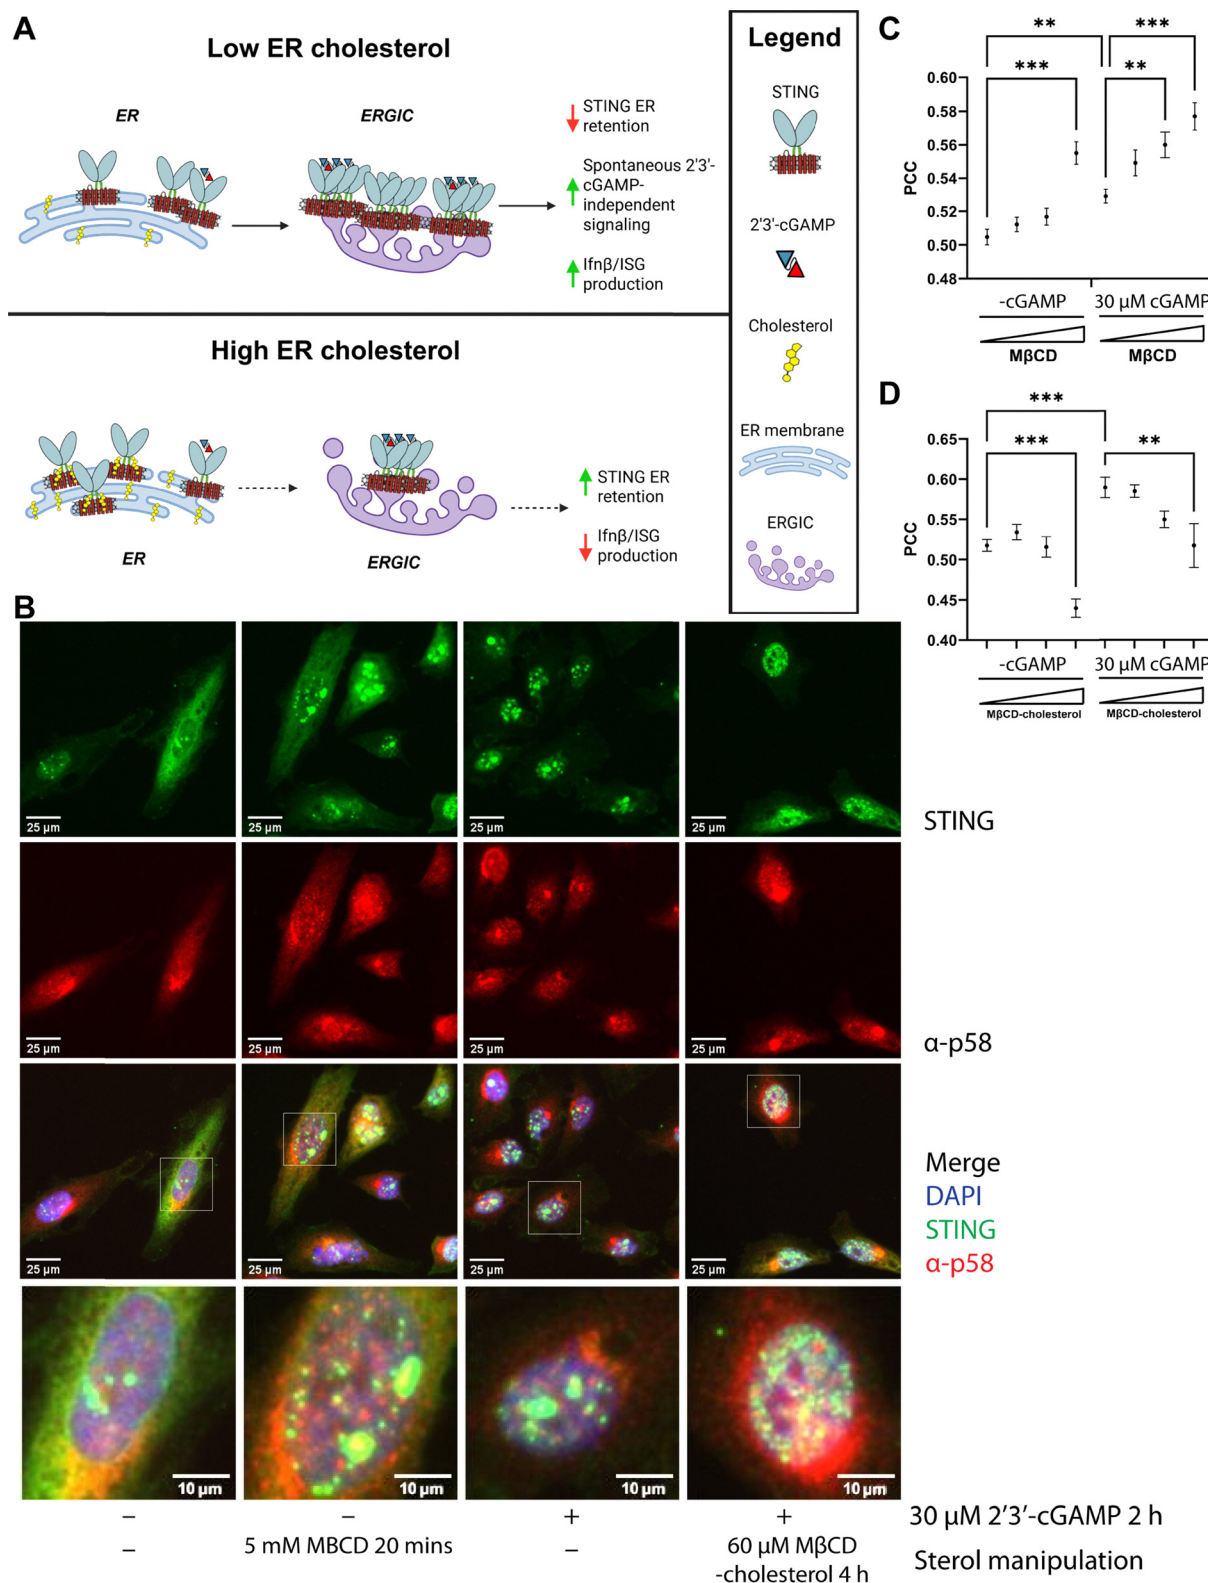 A
Low ER cholesterol
ER
ERGIC
STING ER
retention
Spontaneous 2'3'-
cGAMP-
independent
signaling
Ifnβ/ISG
production
High ER cholesterol
ER
ERGIC
STING ER
retention
Ifnβ/ISG
production
Legend
STING
2'3'-cGAMP
Cholesterol
ER membrane
ERGIC
C
** ***
*** **
PCC
0.60
0.58
0.56
0.54
0.52
0.50
0.48
-cGAMP 30 µM cGAMP
MβCD MβCD
D
***
*** **
PCC
0.65
0.60
0.55
0.50
0.45
0.40
-cGAMP 30 µM cGAMP
MβCD-cholesterol MβCD-cholesterol
B
25 µm 25 µm 25 µm 25 µm
STING
25 µm 25 µm 25 µm 25 µm
α-p58
25 µm 25 µm 25 µm 25 µm
Merge
DAPI
STING
α-p58
10 µm 10 µm 10 µm 10 µm
– – + + 30 µM 2'3'-cGAMP 2 h
– 5 mM MBCD 20 mins – 60 µM MβCD
-cholesterol 4 h
Sterol manipulation